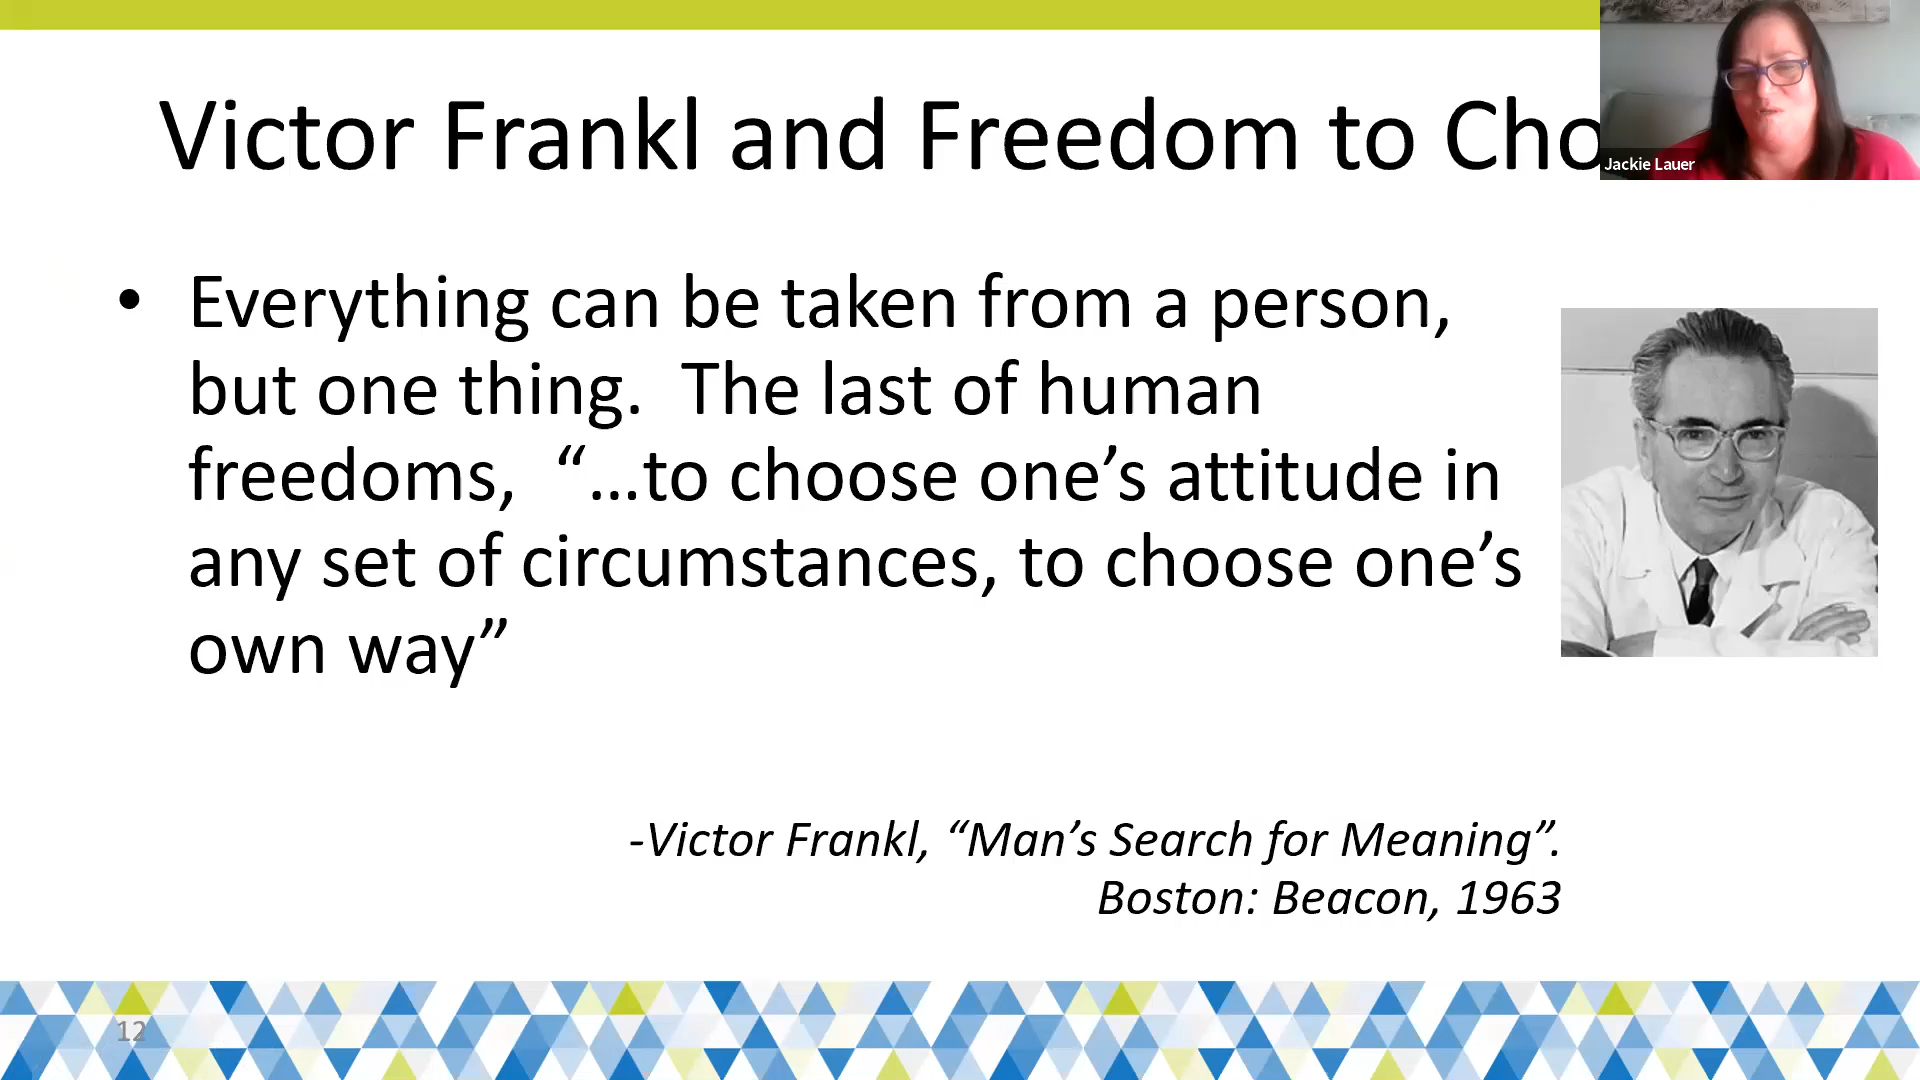 Victor Frankl and Freedom to Cho
Jackie Lauer
• Everything can be taken from a person,
but one thing.  The last of human
freedoms,  “...to choose one’s attitude in
any set of circumstances, to choose one’s
own way”
-Victor Frankl, “Man’s Search for Meaning”.
Boston: Beacon, 1963
12